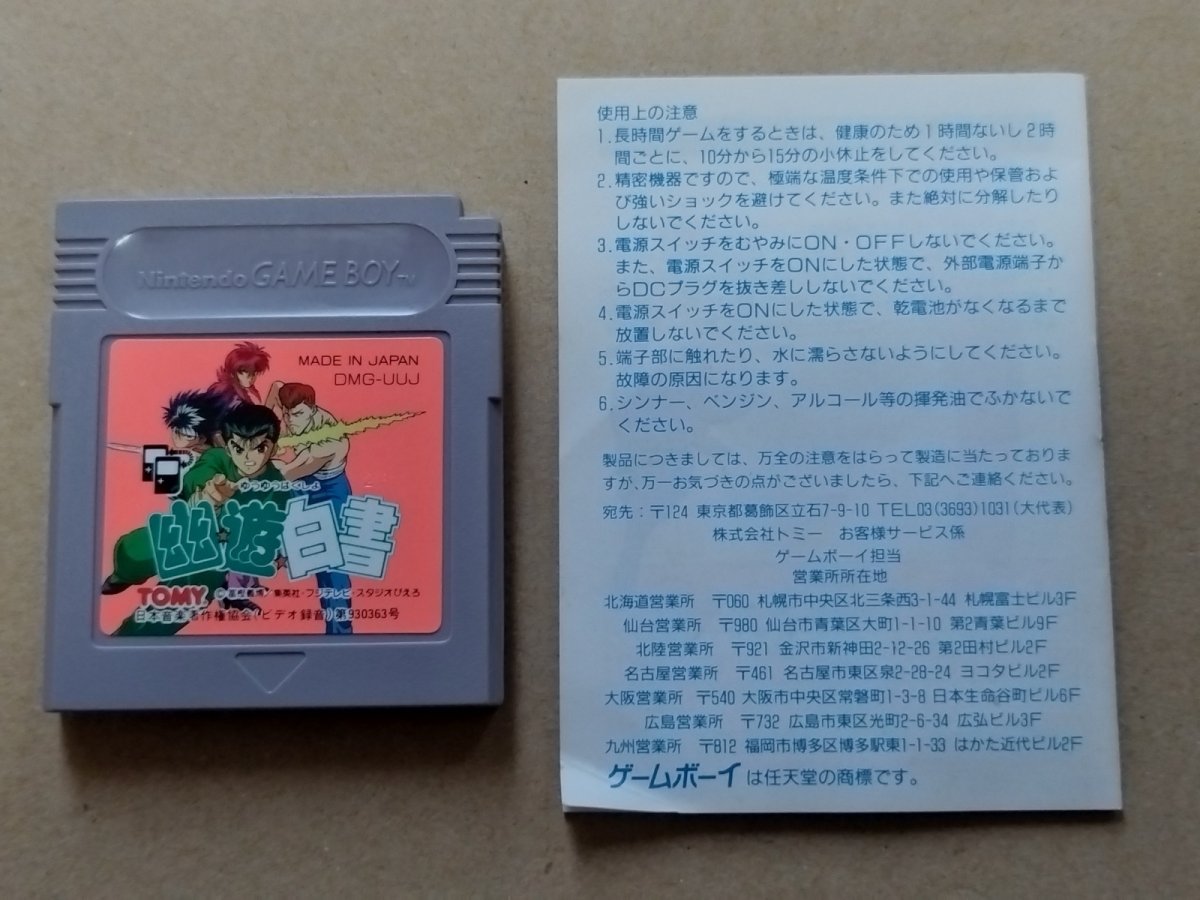 Nintendo GAME BOY TM
MADE IN JAPAN
DMG-UUJ
ゆうゆうはくしょ
幽遊白書
TOMY ©冨樫義博/集英社・フジテレビ・スタジオぴえろ
日本音楽著作権協会(ビデオ録音)第930363号
使用上の注意
1.長時間ゲームをするときは、健康のため1時間ないし2時
間ごとに、10分から15分の小休止をしてください。
2.精密機器ですので、極端な温度条件下での使用や保管およ
び強いショックを避けてください。また絶対に分解したり
しないでください。
3.電源スイッチをむやみにON・OFFしないでください。
また、電源スイッチをONにした状態で、外部電源端子か
らDCプラグを抜き差ししないでください。
4.電源スイッチをONにした状態で、乾電池がなくなるまで
放置しないでください。
5.端子部に触れたり、水に濡らさないようにしてください。
故障の原因になります。
6.シンナー、ベンジン、アルコール等の揮発油でふかないで
ください。
製品につきましては、万全の注意をはらって製造に当たっておりま
すが、万一お気づきの点がございましたら、下記へご連絡ください。
宛先:〒124 東京都葛飾区立石7-9-10 TEL03(3693)1031(大代表)
株式会社トミー お客様サービス係
ゲームボーイ担当
営業所所在地
北海道営業所 〒060 札幌市中央区北三条西3-1-44 札幌富士ビル3F
仙台営業所 〒980 仙台市青葉区大町1-1-10 第2青葉ビル9F
北陸営業所 〒921 金沢市新神田2-12-26 第2田村ビル2F
名古屋営業所 〒461 名古屋市東区泉2-28-24 ヨコタビル2F
大阪営業所 〒540 大阪市中央区常磐町1-3-8 日本生命谷町ビル6F
広島営業所 〒732 広島市東区光町2-6-34 広弘ビル3F
九州営業所 〒812 福岡市博多区博多駅東1-1-33 はかた近代ビル2F
ゲームボーイは任天堂の商標です。